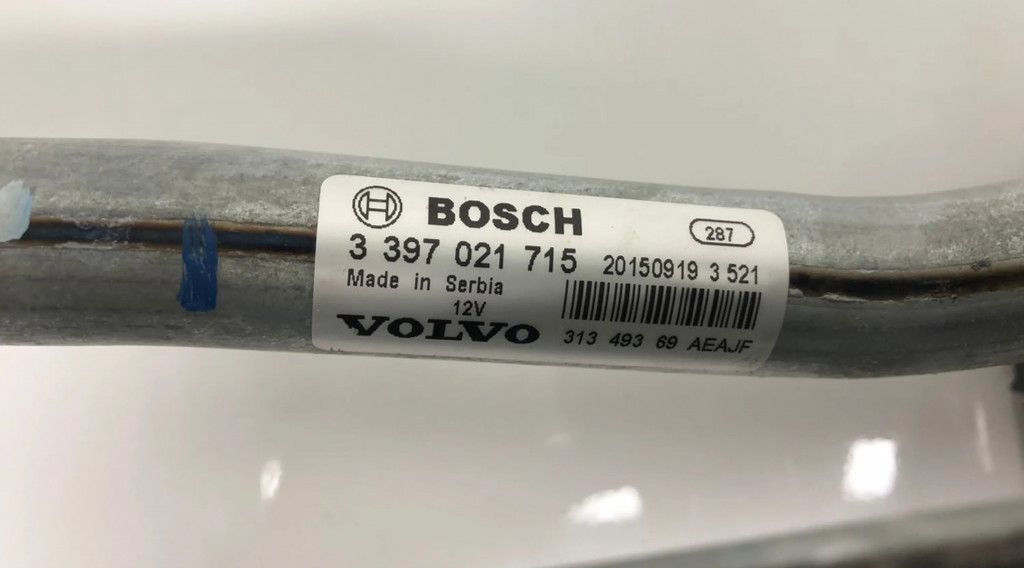 BOSCH
287
3 397 021 715 20150919 3 521
Made in Serbia
12V
VOLVO
313 493 69 AEAJF